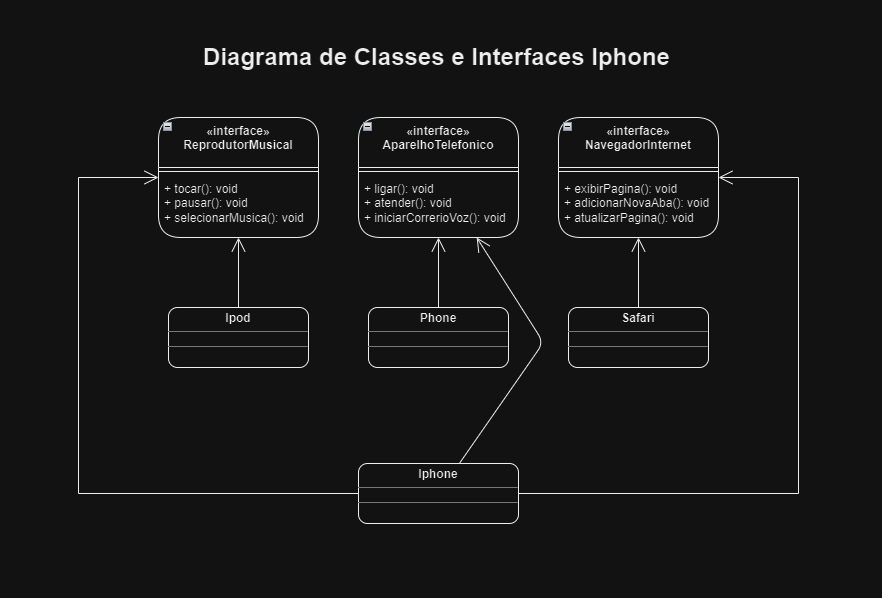 Diagrama de Classes e Interfaces Iphone
«interface»
ReprodutorMusical
+ tocar(): void
+ pausar(): void
+ selecionarMusica(): void
«interface»
AparelhoTelefonico
+ ligar(): void
+ atender(): void
+ iniciarCorrerioVoz(): void
«interface»
NavegadorInternet
+ exibirPagina(): void
+ adicionarNovaAba(): void
+ atualizarPagina(): void
Ipod
Phone
Safari
Iphone